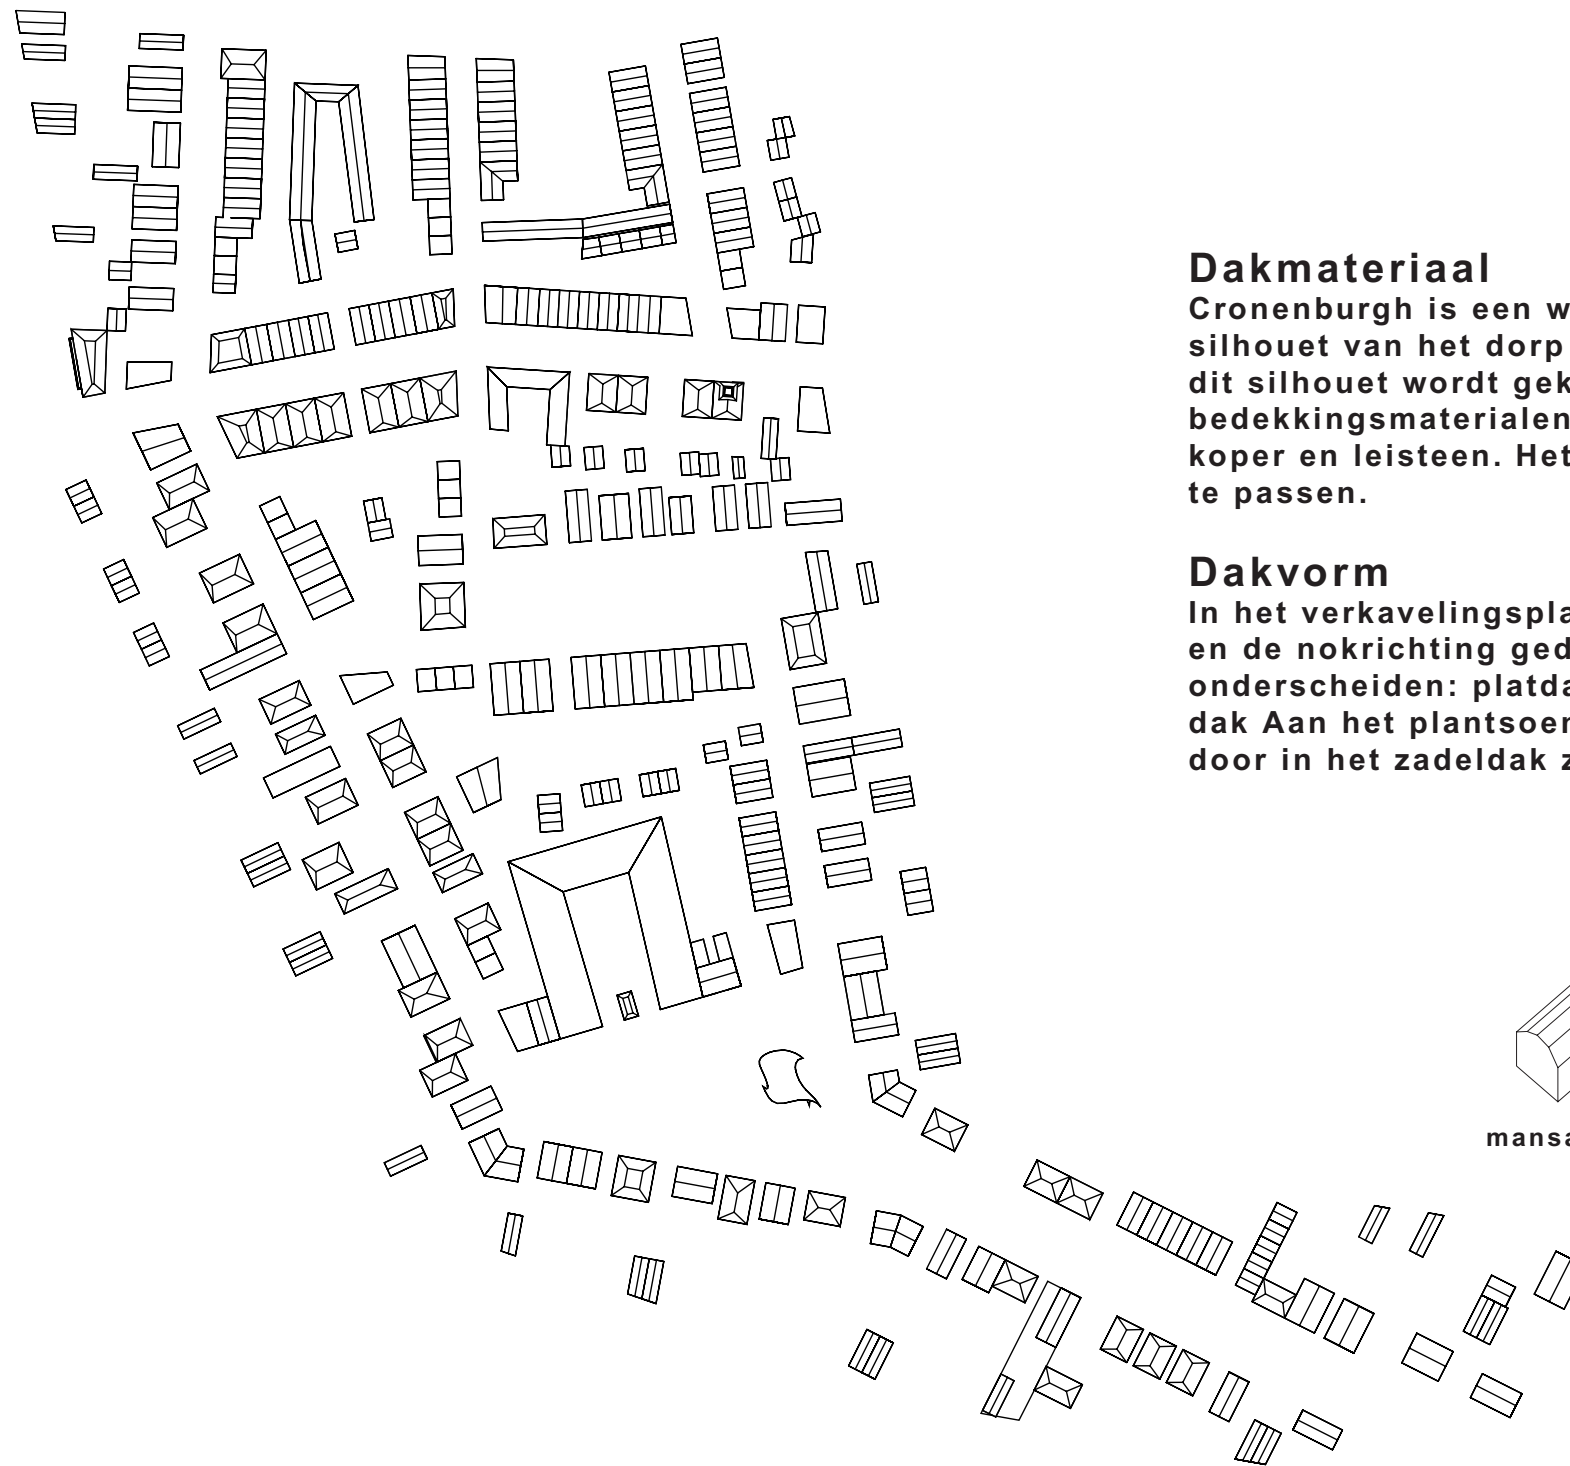 Dakmateriaal
Cronenburgh is een w
silhouet van het dorp
dit silhouet wordt gek
bedekkingsmaterialen
koper en leisteen. Het
te passen.
Dakvorm
In het verkavelingspla
en de nokrichting ged
onderscheiden: platda
dak Aan het plantsoen
door in het zadeldak z
mansa